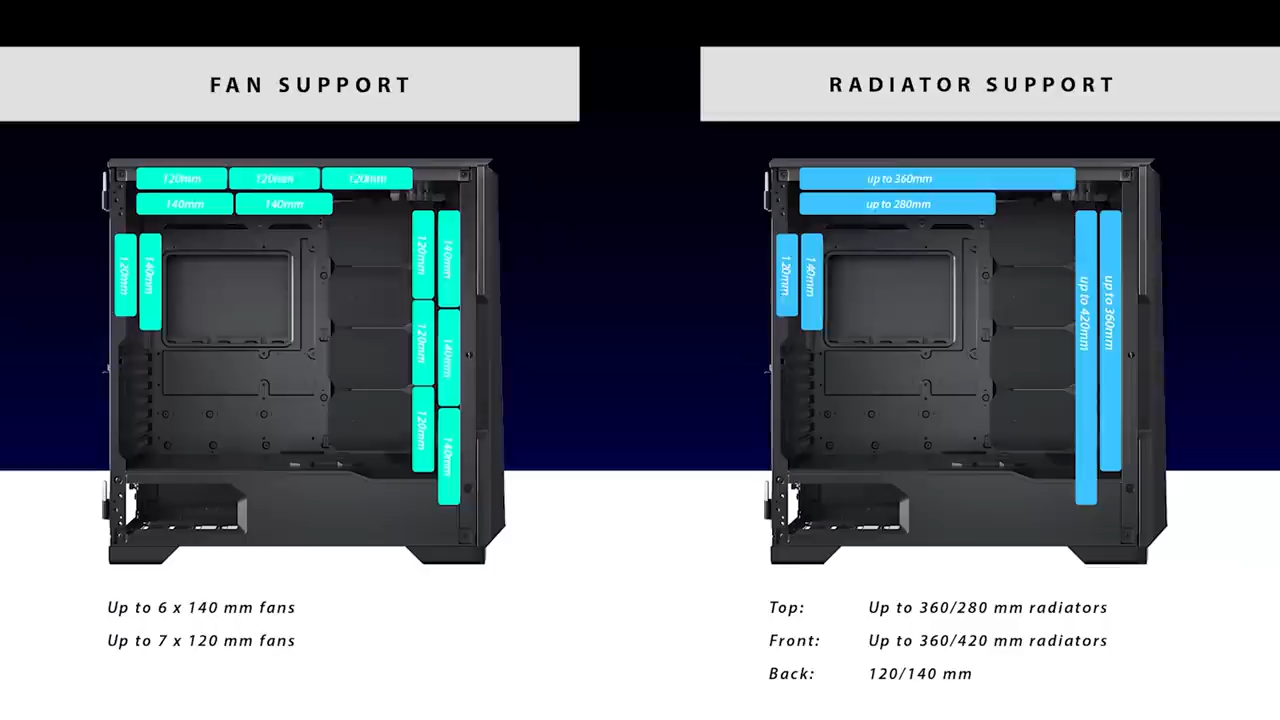 FAN SUPPORT
120mm 120mm 120mm
140mm 140mm
120mm
140mm
120mm
120mm
120mm
140mm
140mm
140mm
Up to 6 x 140 mm fans
Up to 7 x 120 mm fans
RADIATOR SUPPORT
up to 360mm
up to 280mm
120mm
140mm
up to 420mm
up to 360mm
Top: Up to 360/280 mm radiators
Front: Up to 360/420 mm radiators
Back: 120/140 mm